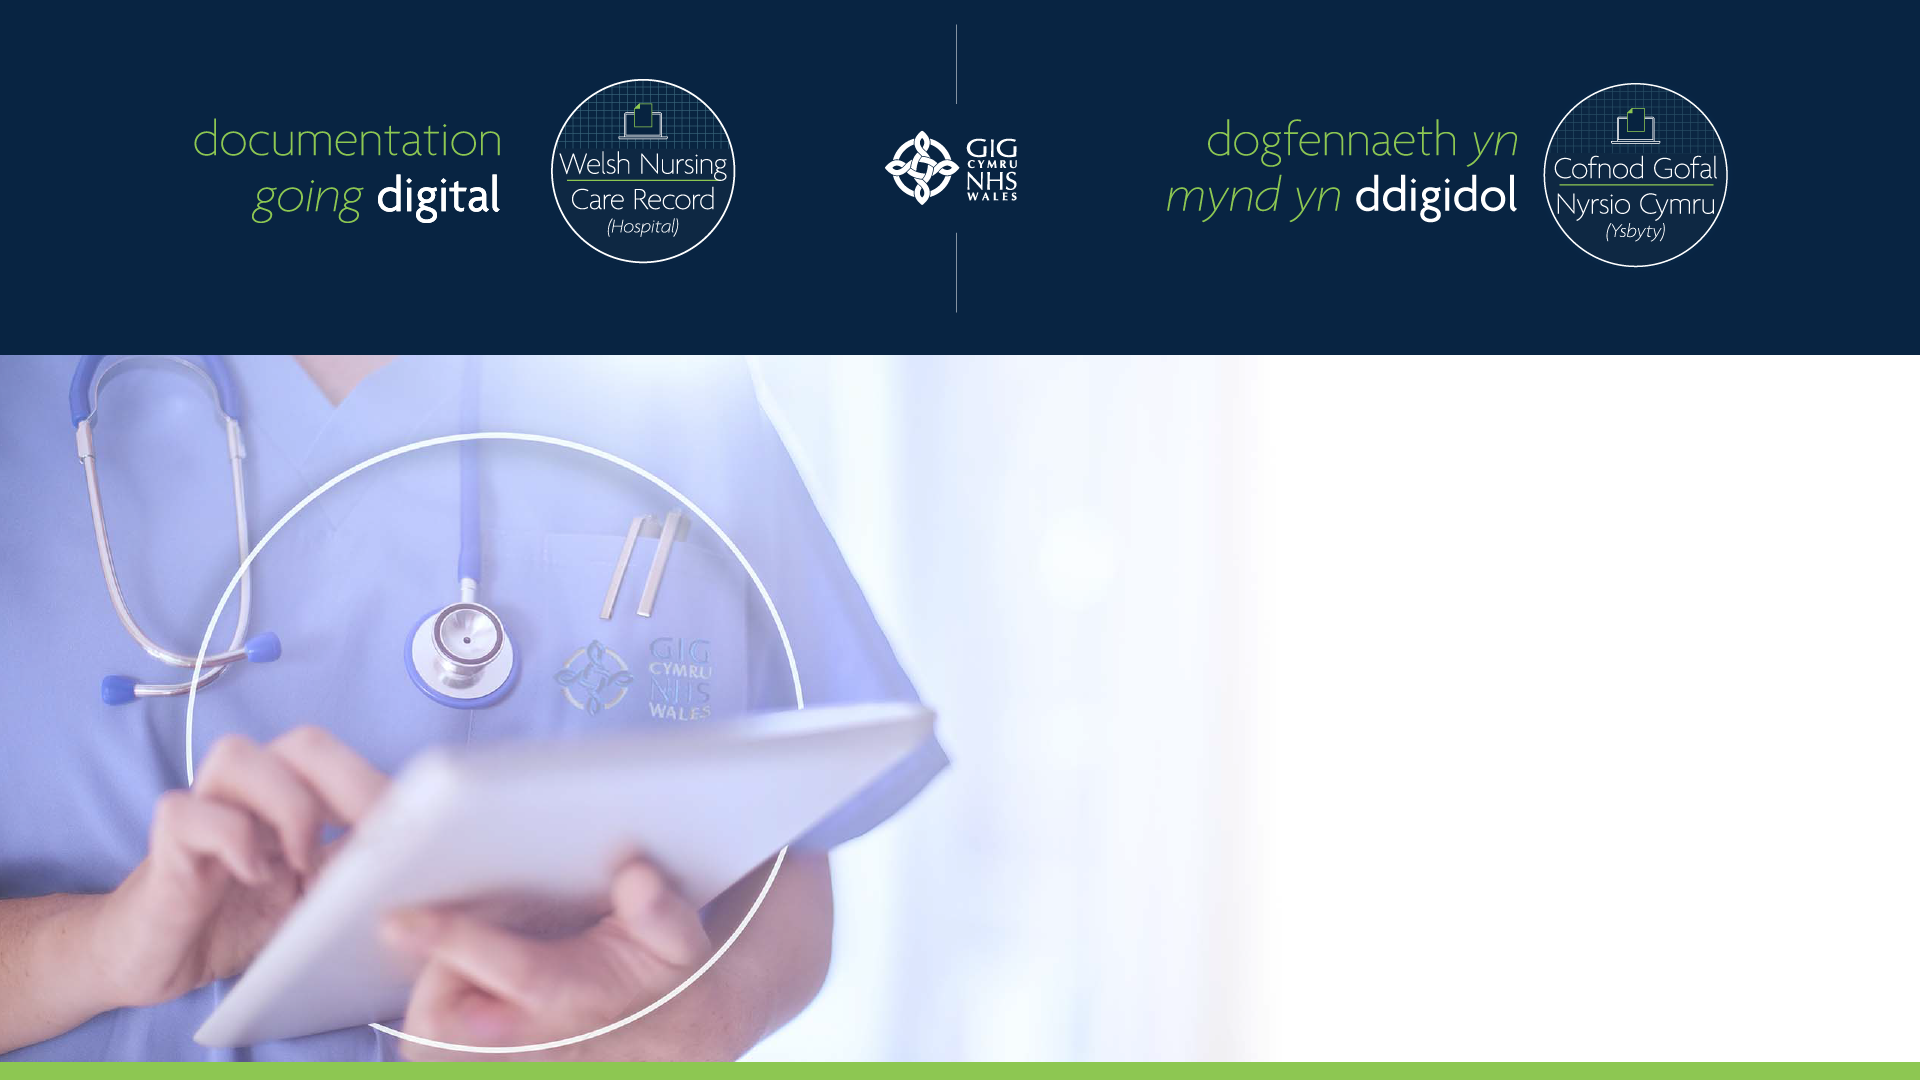 documentation
going digital
Welsh Nursing
Care Record
(Hospital)
GIG
CYMRU
NHS
WALES
dogfennaeth yn
mynd yn ddigidol
Cofnod Gofal
Nyrsio Cymru
(Ysbyty)
GIG
CYMRU
NHS
WALES